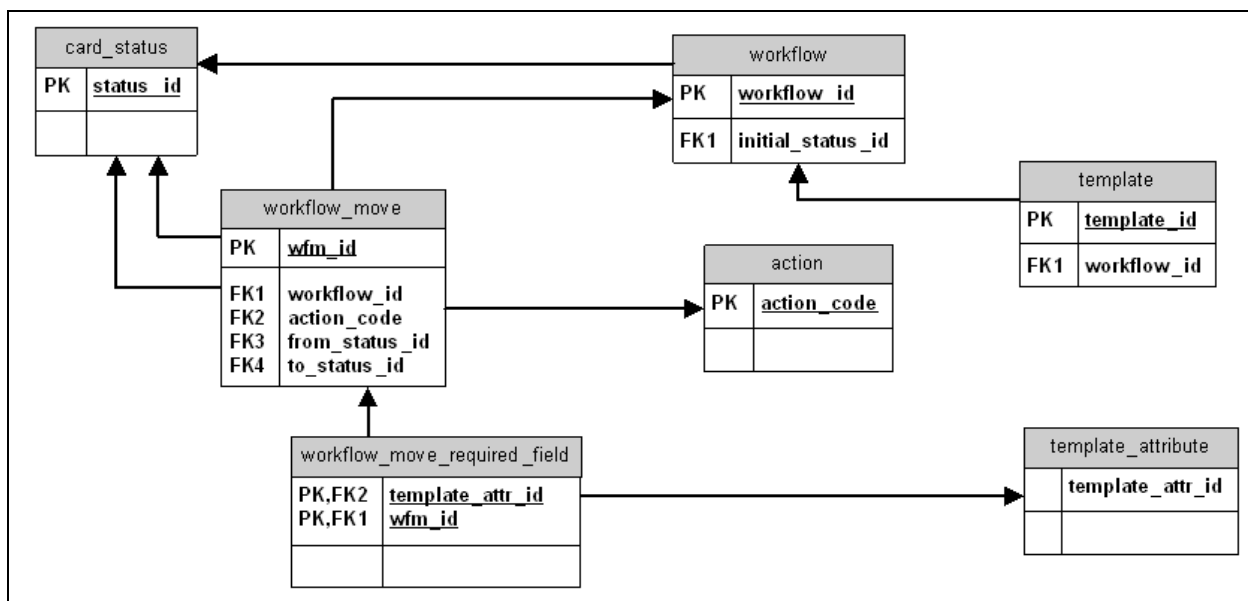 card_status
PK status_id
workflow
PK workflow_id
FK1 initial_status_id
template
PK template_id
FK1 workflow_id
workflow_move
PK wfm_id
FK1 workflow_id
FK2 action_code
FK3 from_status_id
FK4 to_status_id
action
PK action_code
workflow_move_required_field
PK,FK2 template_attr_id
PK,FK1 wfm_id
template_attribute
template_attr_id